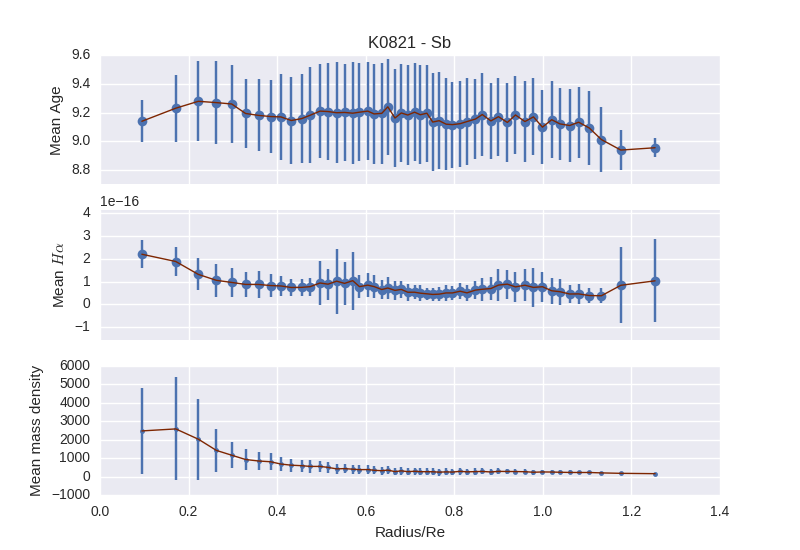 K0821 - Sb
9.6
9.4
9.2
9.0
8.8
Mean Age
1e−16
4
3
2
1
0
−1
Mean Hα
6000
5000
4000
3000
2000
1000
0
−1000
Mean mass density
0.0 0.2 0.4 0.6 0.8 1.0 1.2 1.4
Radius/Re